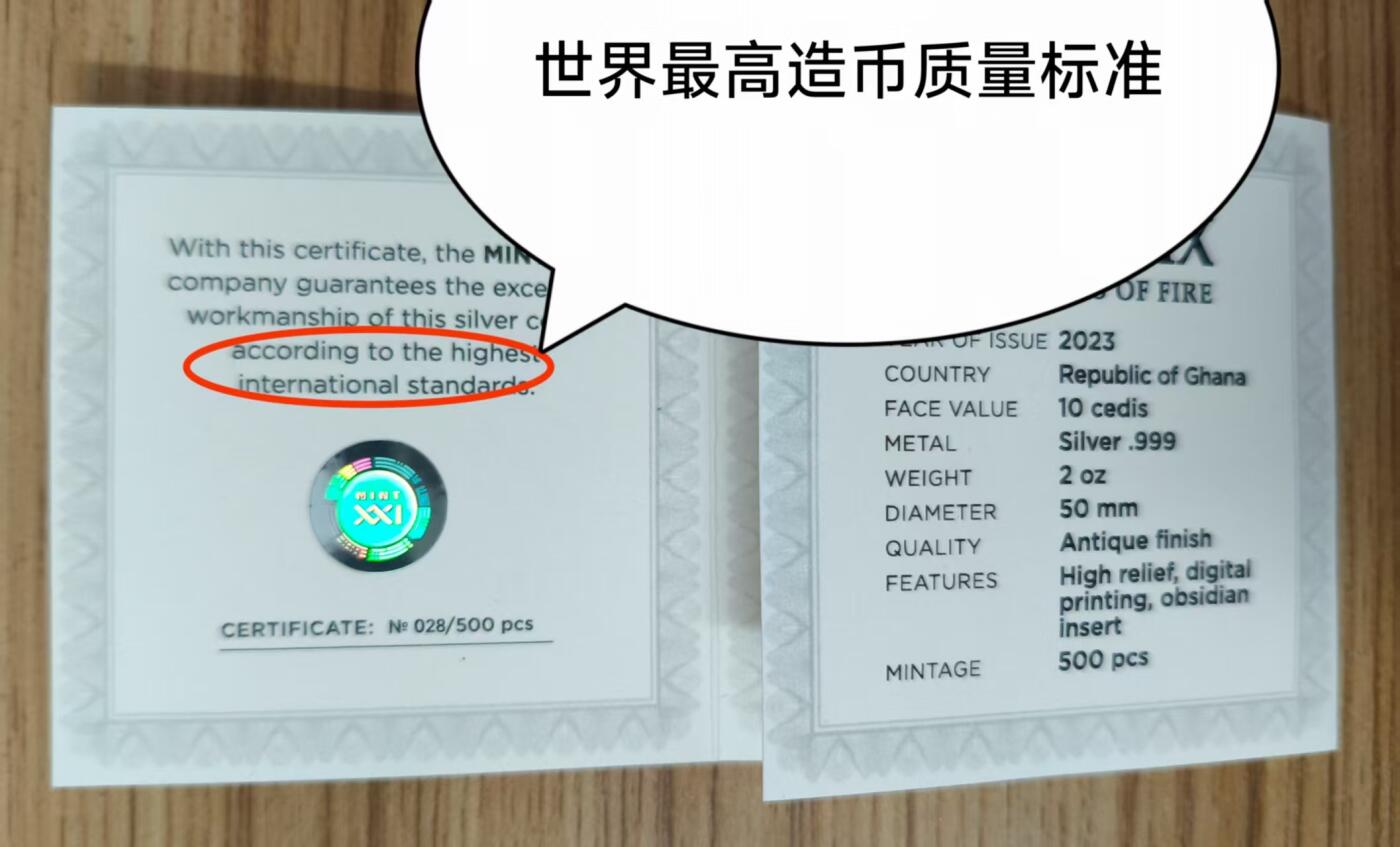 世界最高造币质量标准
With this certificate, the
company guarantees the
workmanship of this silver
according to the highest
international standards.
MINT
XXI
CERTIFICATE: № 028/500 pcs
OF FIRE
YEAR OF ISSUE 2023
COUNTRY Republic of Ghana
FACE VALUE 10 cedis
METAL Silver .999
WEIGHT 2 oz
DIAMETER 50 mm
QUALITY Antique finish
FEATURES High relief, digital
printing, obsidian
insert
MINTAGE 500 pcs